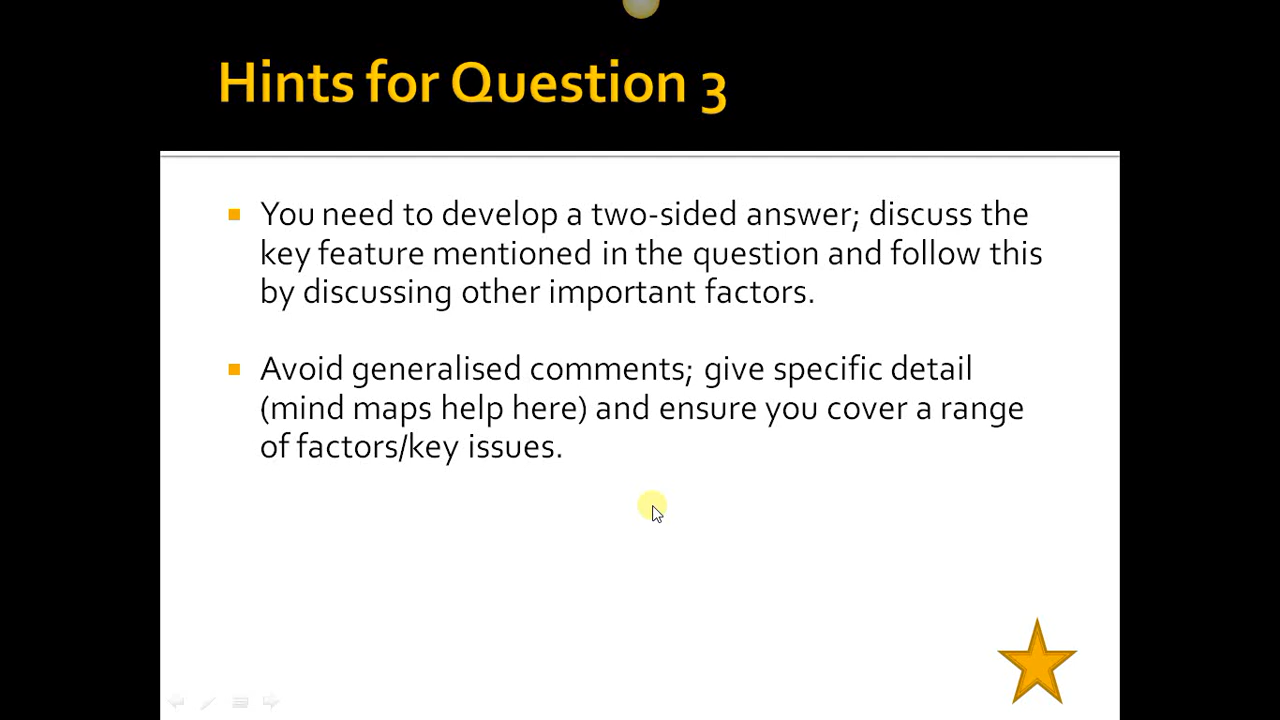 Hints for Question 3
You need to develop a two-sided answer; discuss the
key feature mentioned in the question and follow this
by discussing other important factors.
Avoid generalised comments; give specific detail
(mind maps help here) and ensure you cover a range
of factors/key issues.